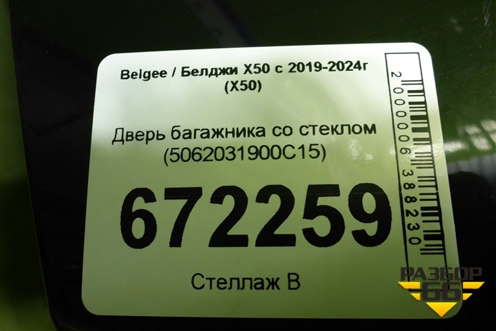 Belgee / Белджи X50 с 2019-2024г
(X50)
Дверь багажника со стеклом
(5062031900C15)
672259
Стеллаж В
2000006388230
РАЗБОР
66